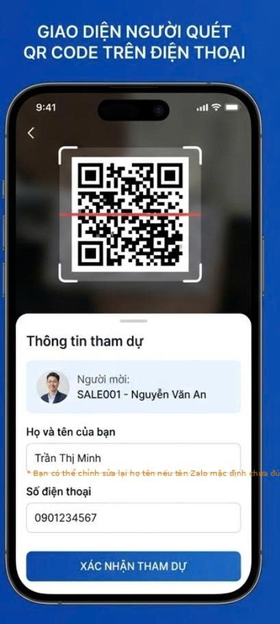 GIAO DIỆN NGƯỜI QUÉT
QR CODE TRÊN ĐIỆN THOẠI
9:41
Thông tin tham dự
Người mời:
SALE001 - Nguyễn Văn An
Họ và tên của bạn
Trần Thị Minh
* Bạn có thể chỉnh sửa lại họ tên nếu tên Zalo mặc định chưa đú
Số điện thoại
0901234567
XÁC NHẬN THAM DỰ